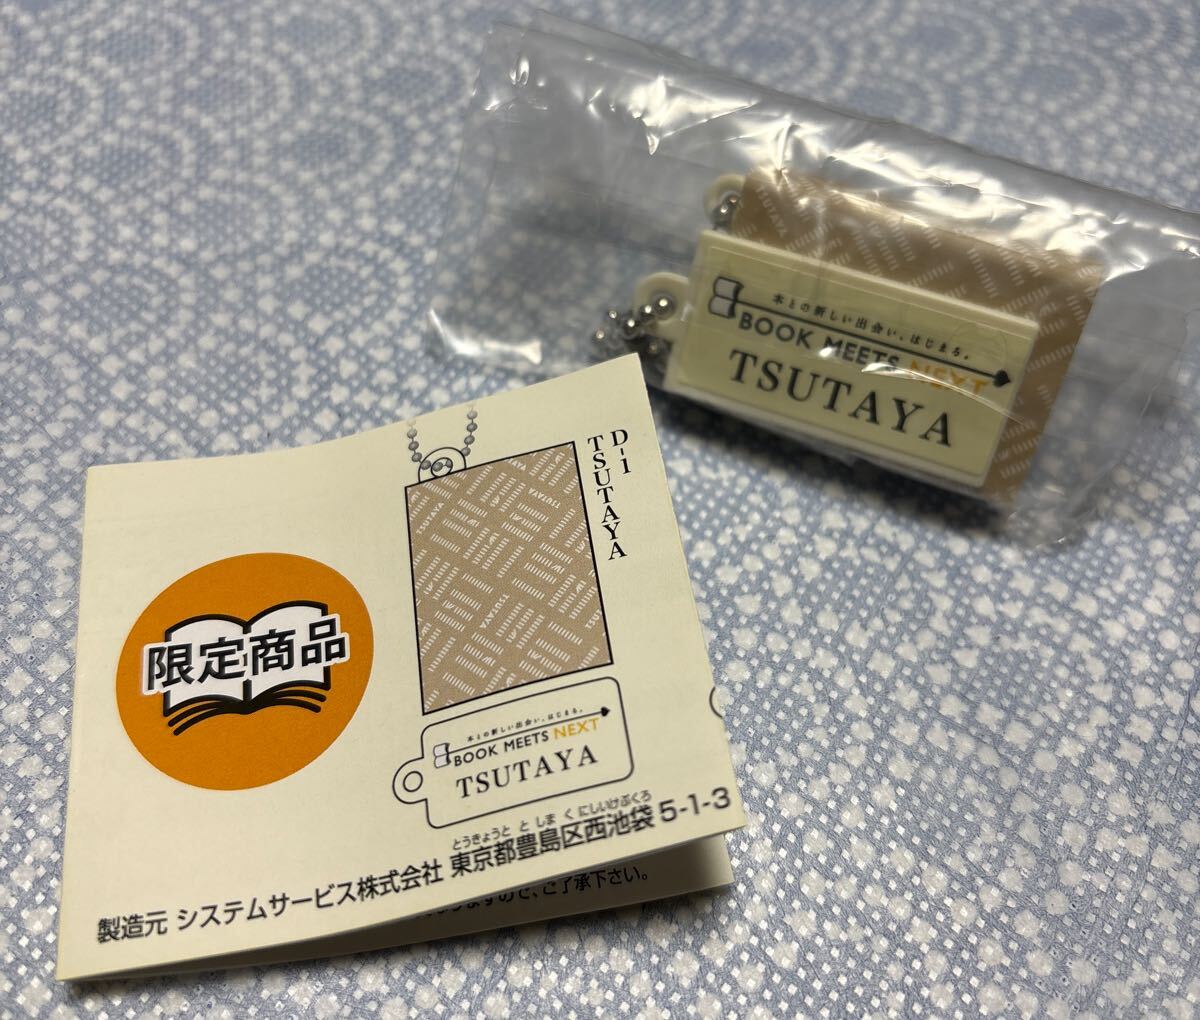 本との新しい出会い、はじまる。
BOOK MEETS NEXT
TSUTAYA
D-1
TSUTAYA
限定商品
本との新しい出会い、はじまる。
BOOK MEETS NEXT
TSUTAYA
とうきょうと としまく にしいけぶくろ
製造元 システムサービス株式会社 東京都豊島区西池袋5-1-3
ますので、ご了承下さい。